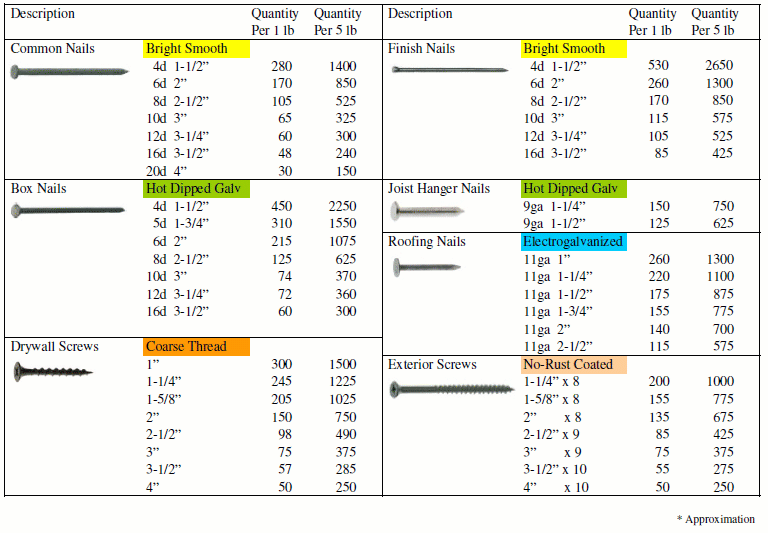 Description Quantity Quantity
Per 1 lb Per 5 lb
Common Nails Bright Smooth
4d 1-1/2” 280 1400
6d 2” 170 850
8d 2-1/2” 105 525
10d 3” 65 325
12d 3-1/4” 60 300
16d 3-1/2” 48 240
20d 4” 30 150
Box Nails Hot Dipped Galv
4d 1-1/2” 450 2250
5d 1-3/4” 310 1550
6d 2” 215 1075
8d 2-1/2” 125 625
10d 3” 74 370
12d 3-1/4” 72 360
16d 3-1/2” 60 300
Drywall Screws Coarse Thread
1” 300 1500
1-1/4” 245 1225
1-5/8” 205 1025
2” 150 750
2-1/2” 98 490
3” 75 375
3-1/2” 57 285
4” 50 250
Description Quantity Quantity
Per 1 lb Per 5 lb
Finish Nails Bright Smooth
4d 1-1/2” 530 2650
6d 2” 260 1300
8d 2-1/2” 170 850
10d 3” 115 575
12d 3-1/4” 105 525
16d 3-1/2” 85 425
Joist Hanger Nails Hot Dipped Galv
9ga 1-1/4” 150 750
9ga 1-1/2” 125 625
Roofing Nails Electrogalvanized
11ga 1” 260 1300
11ga 1-1/4” 220 1100
11ga 1-1/2” 175 875
11ga 1-3/4” 155 775
11ga 2” 140 700
11ga 2-1/2” 115 575
Exterior Screws No-Rust Coated
1-1/4” x 8 200 1000
1-5/8” x 8 155 775
2” x 8 135 675
2-1/2” x 9 85 425
3” x 9 75 375
3-1/2” x 10 55 275
4” x 10 50 250
* Approximation